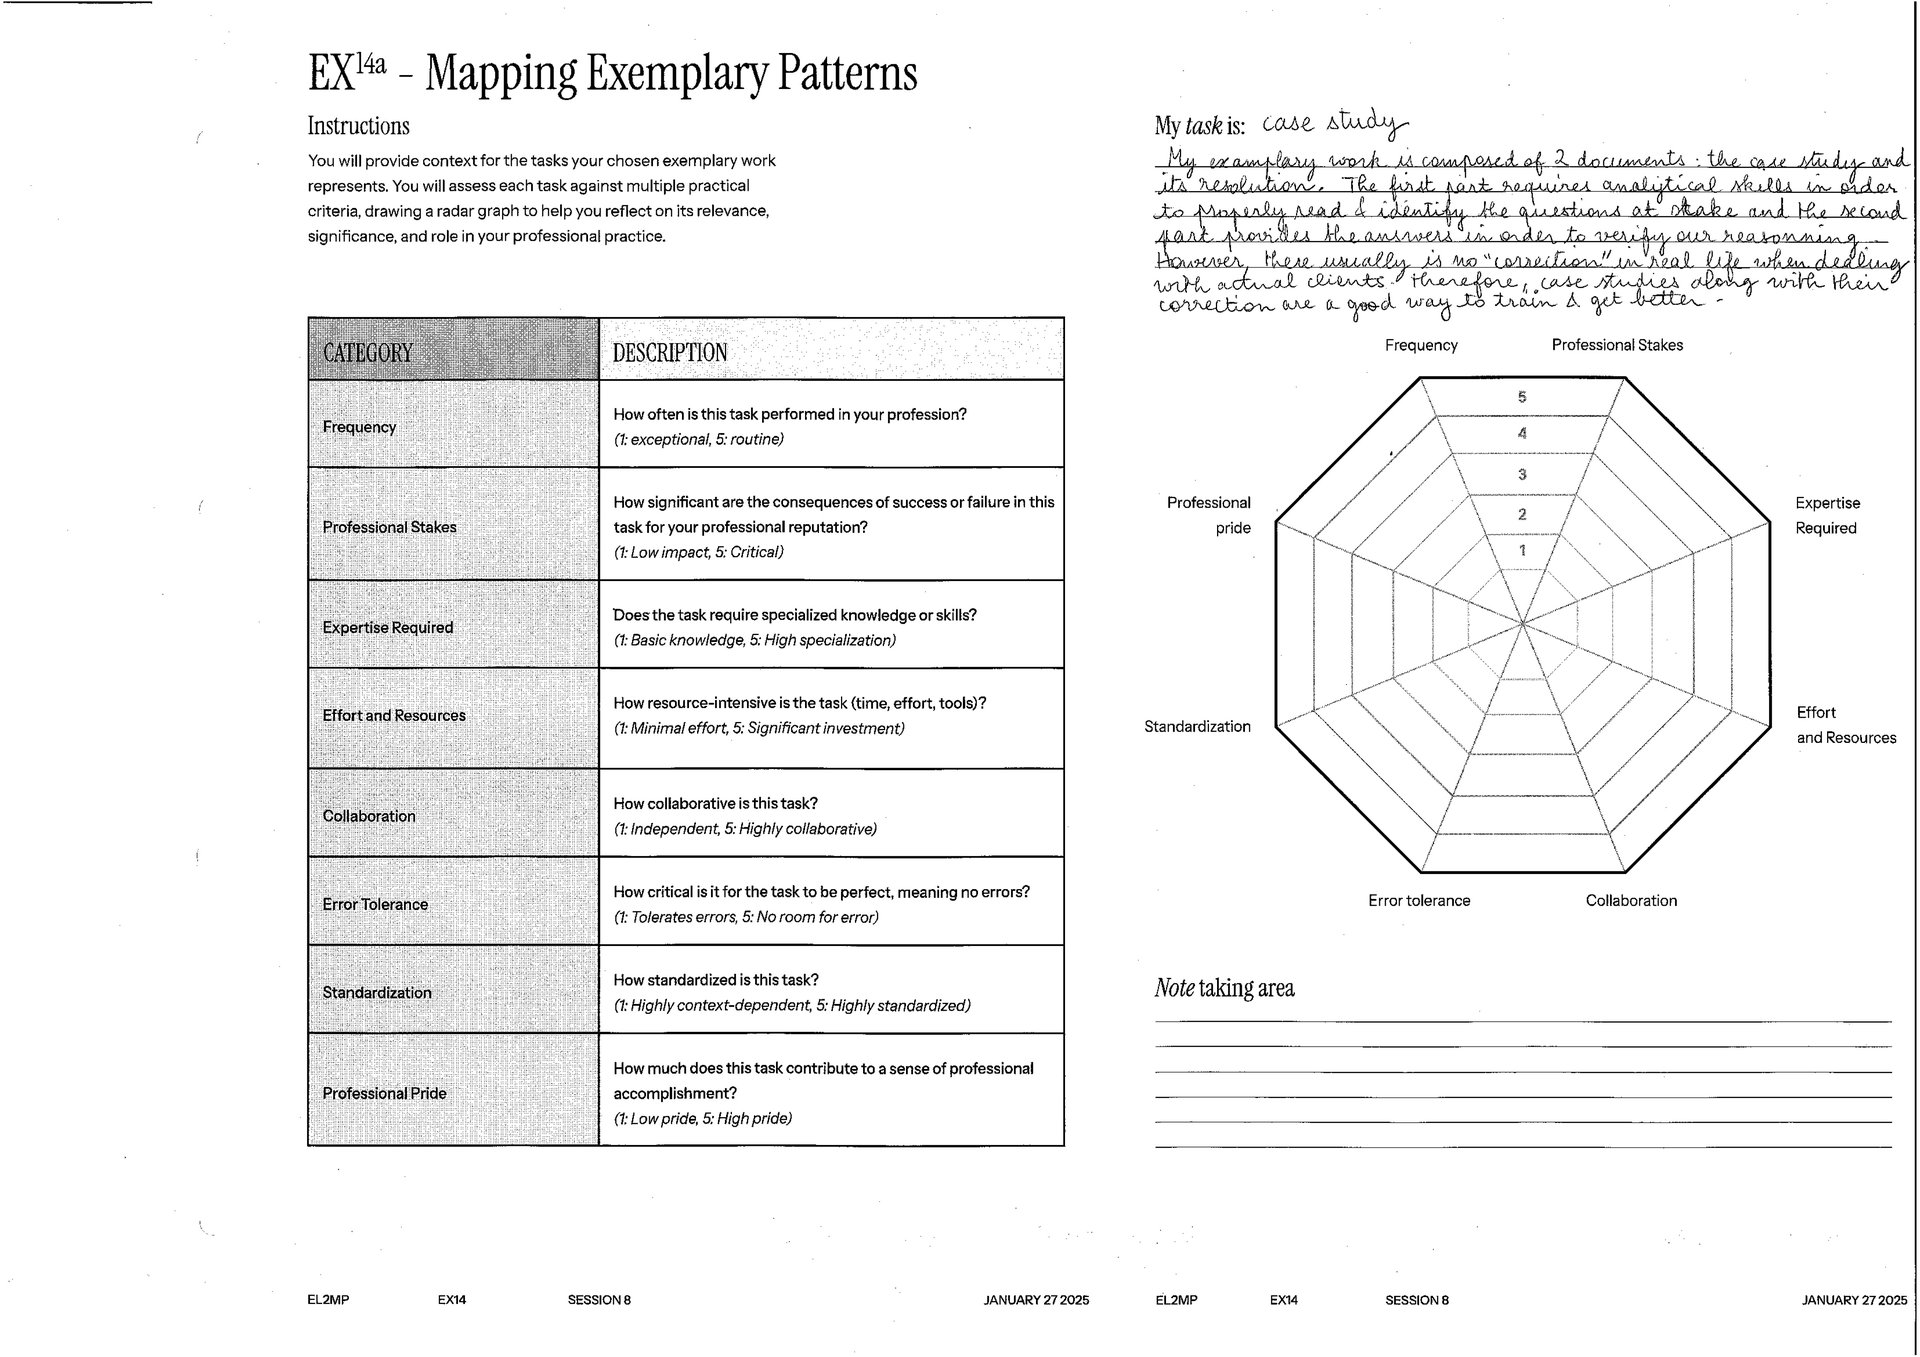 EX14a – Mapping Exemplary Patterns
Instructions
You will provide context for the tasks your chosen exemplary work
represents. You will assess each task against multiple practical
criteria, drawing a radar graph to help you reflect on its relevance,
significance, and role in your professional practice.
CATEGORY
DESCRIPTION
Frequency
How often is this task performed in your profession?
(1: exceptional, 5: routine)
Professional Stakes
How significant are the consequences of success or failure in this
task for your professional reputation?
(1: Low impact, 5: Critical)
Expertise Required
Does the task require specialized knowledge or skills?
(1: Basic knowledge, 5: High specialization)
Effort and Resources
How resource-intensive is the task (time, effort, tools)?
(1: Minimal effort, 5: Significant investment)
Collaboration
How collaborative is this task?
(1: Independent, 5: Highly collaborative)
Error Tolerance
How critical is it for the task to be perfect, meaning no errors?
(1: Tolerates errors, 5: No room for error)
Standardization
How standardized is this task?
(1: Highly context-dependent, 5: Highly standardized)
Professional Pride
How much does this task contribute to a sense of professional
accomplishment?
(1: Low pride, 5: High pride)
EL2MP EX14 SESSION 8 JANUARY 27 2025
My task is: case study
My examplary work is composed of 2 documents : the case study and
its resolution. The first part requires analytical skills in order
to properly read & identify the questions at stake and the second
part provides the answers in order to verify our reasonning.
However, there usually is no "correction" in real life when dealing
with actual clients. Therefore, case studies along with their
correction are a good way to train & get better -
Frequency
Professional Stakes
5
4
3
2
1
Professional
pride
Expertise
Required
Standardization
Effort
and Resources
Error tolerance
Collaboration
Note taking area
EL2MP EX14 SESSION 8 JANUARY 27 2025